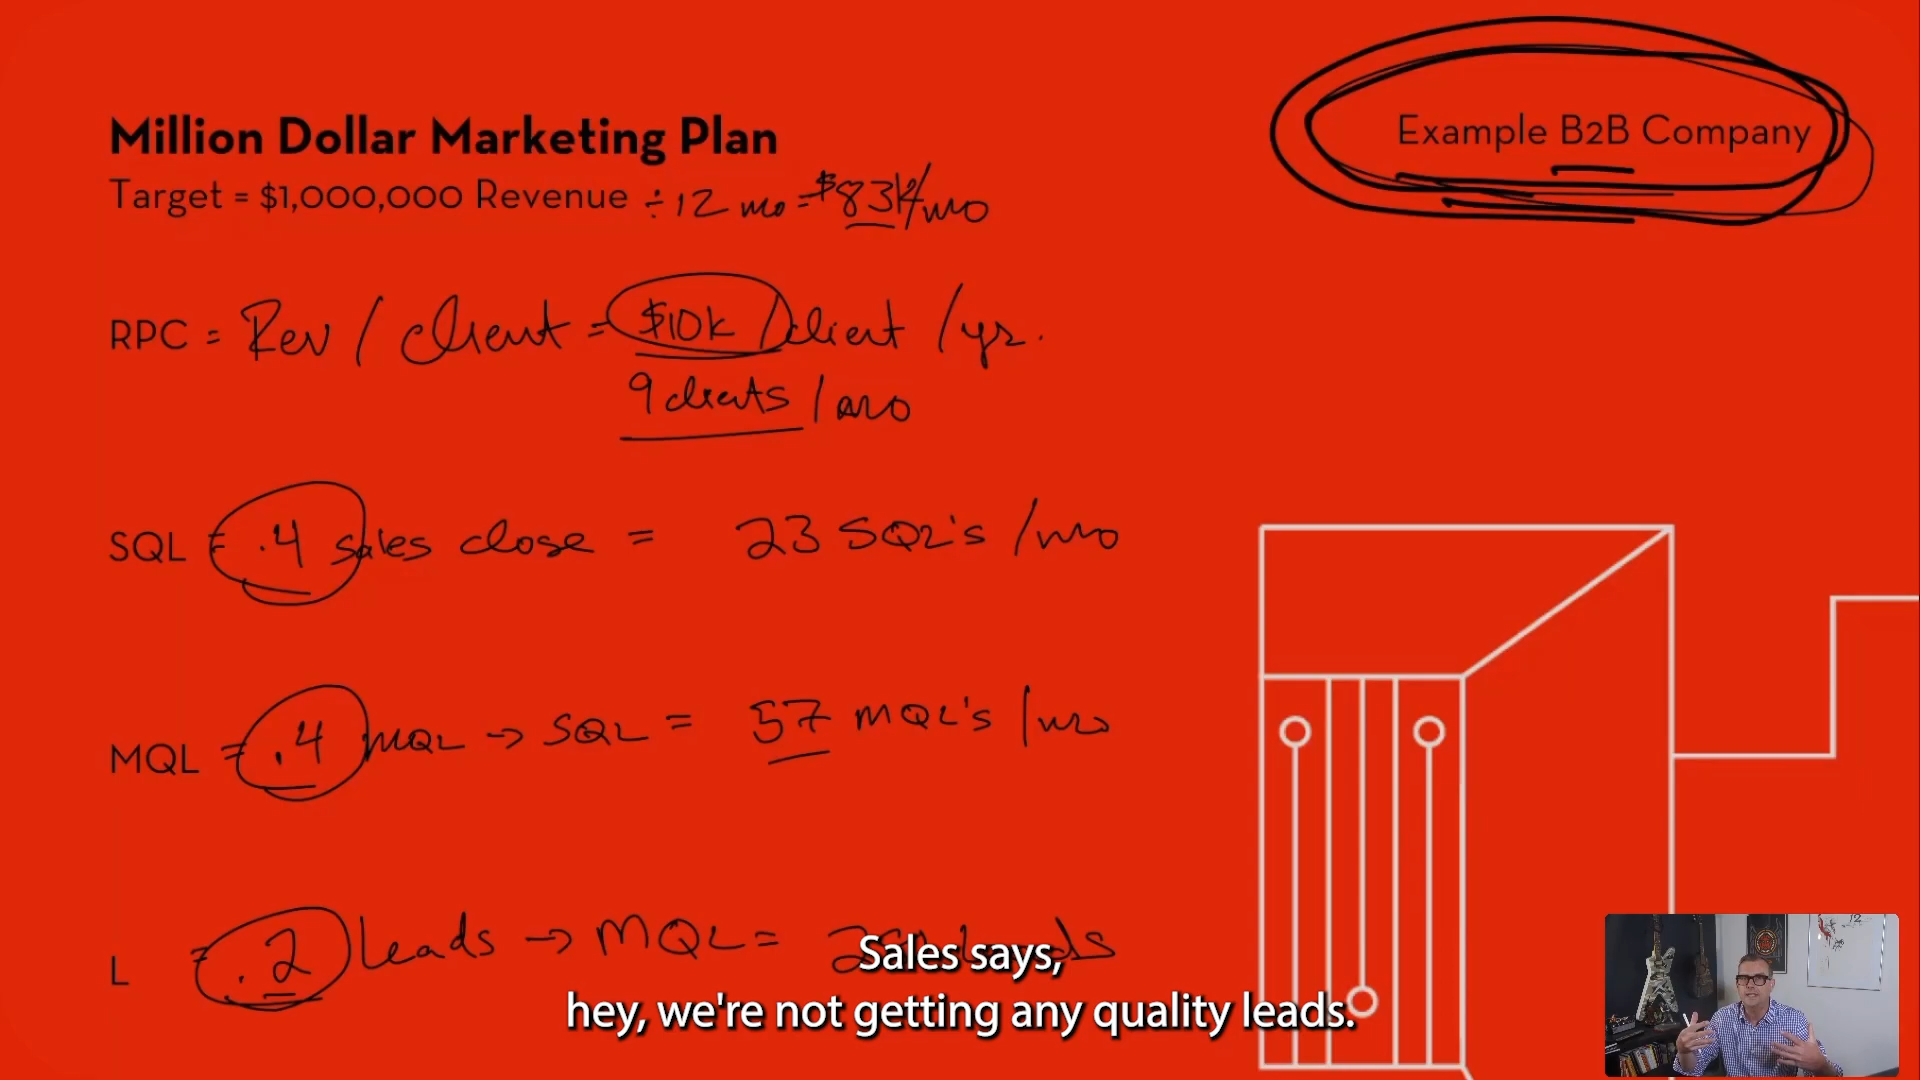 Example B2B Company
Million Dollar Marketing Plan
Target = $1,000,000 Revenue ÷ 12 mo = $83k/mo
RPC = Rev / client = $10k / client / yr.
9 clients / mo
SQL = .4 sales close = 23 SQL's / mo
MQL = .4 MQL → SQL = 57 MQL's / mo
L = .2 leads → MQL =
Sales says,
hey, we're not getting any quality leads.